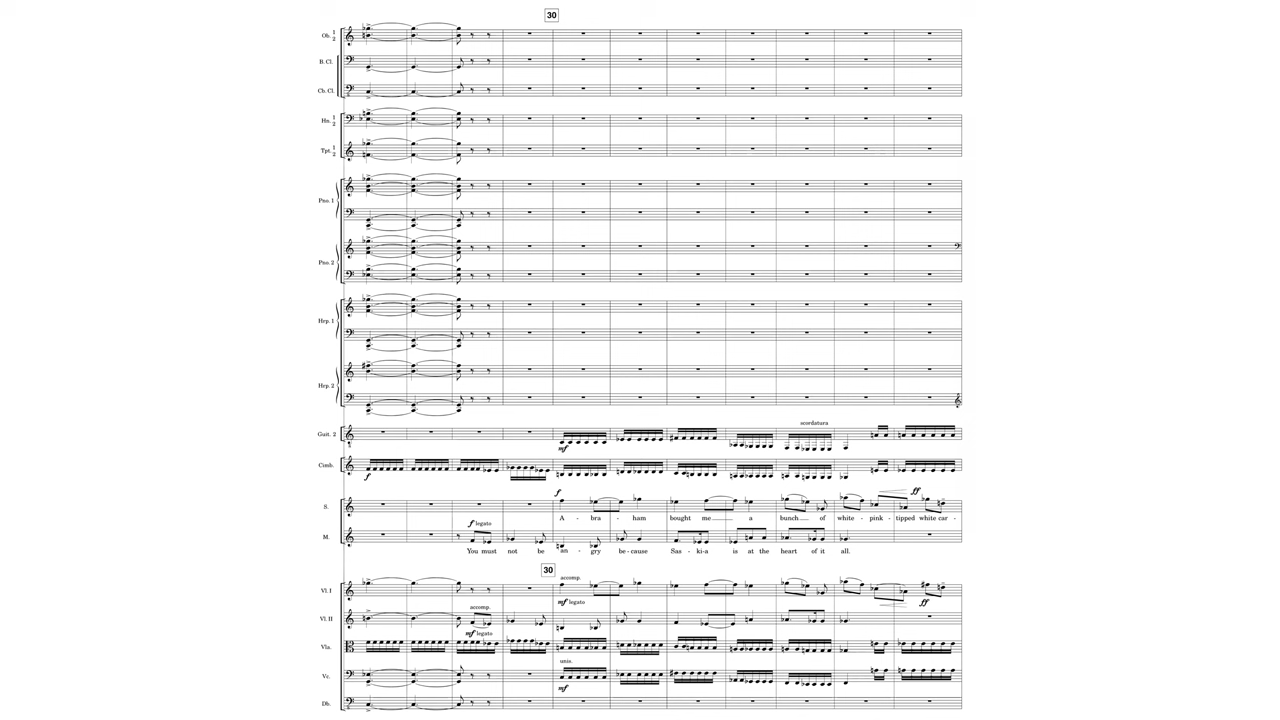 30
Ob. 1 2
B. Cl.
Cb. Cl.
Hn. 1 2
Tpt. 1 2
Pno. 1
Pno. 2
Hrp. 1
Hrp. 2
scordatura
Guit. 2
mf
Cimb.
f
f
ff
S.
A - bra - ham bought me a bunch of white - pink - tipped white car -
f legato
M.
You must not be an - gry be - cause Sas - ki - a is at the heart of it all.
30
accomp.
Vl. I
mf legato
ff
accomp.
Vl. II
mf legato
Vla.
unis.
Vc.
mf
Db.